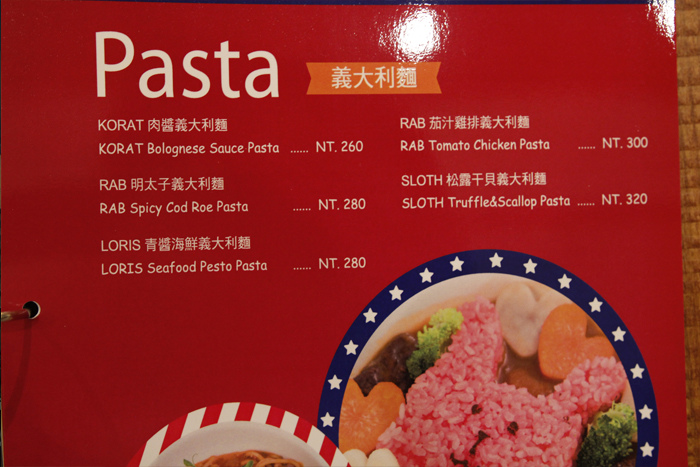 Pasta 義大利麵
KORAT 肉醬義大利麵
KORAT Bolognese Sauce Pasta ...... NT. 260
RAB 明太子義大利麵
RAB Spicy Cod Roe Pasta ...... NT. 280
LORIS 青醬海鮮義大利麵
LORIS Seafood Pesto Pasta ...... NT. 280
RAB 茄汁雞排義大利麵
RAB Tomato Chicken Pasta ...... NT. 300
SLOTH 松露干貝義大利麵
SLOTH Truffle&Scallop Pasta ...... NT. 320